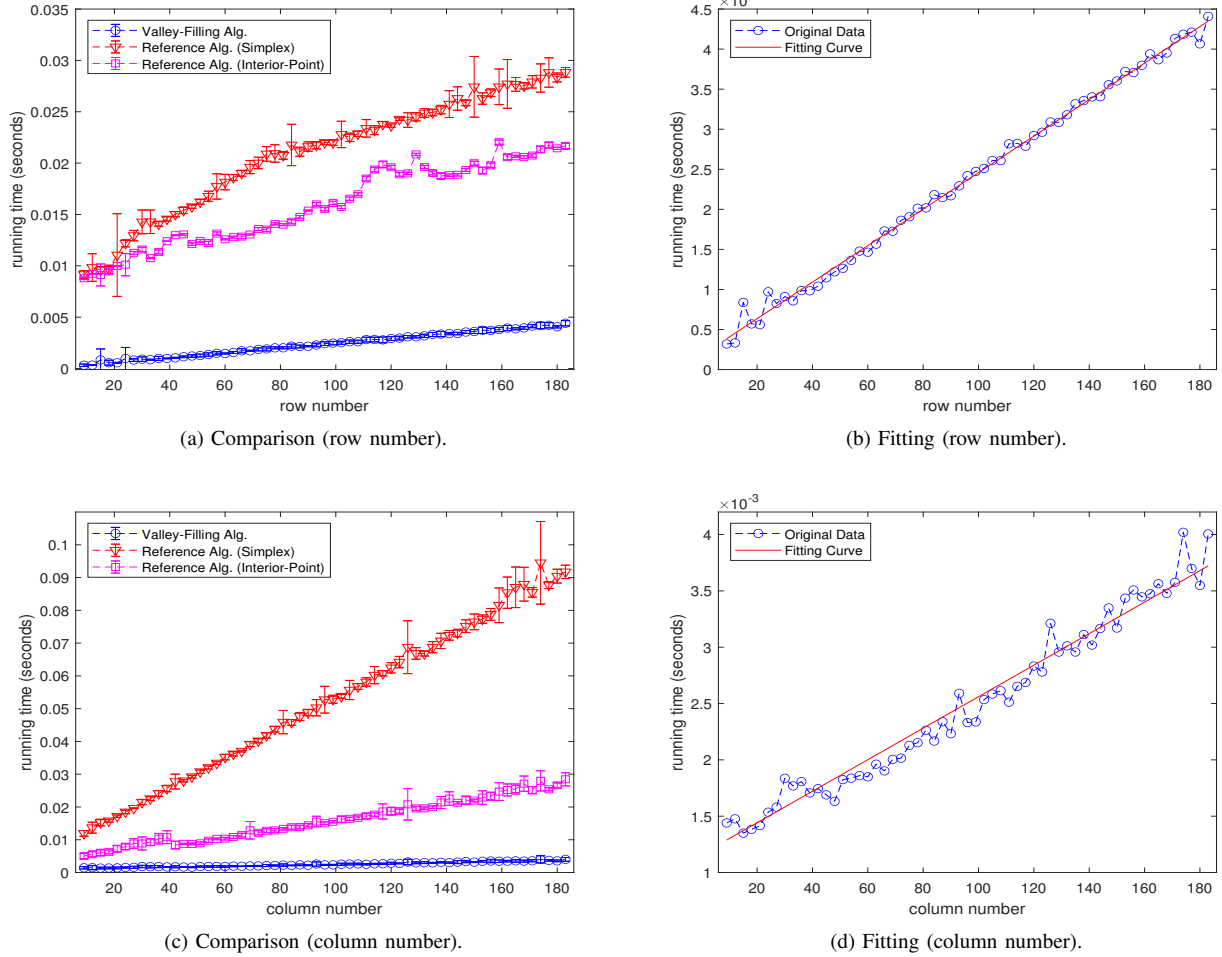 0.035
0.03
0.025
0.02
0.015
0.01
0.005
0
running time (seconds)
Valley-Filling Alg.
Reference Alg. (Simplex)
Reference Alg. (Interior-Point)
20 40 60 80 100 120 140 160 180
row number
(a) Comparison (row number).
4.5
4
3.5
3
2.5
2
1.5
1
0.5
0
running time (seconds)
Original Data
Fitting Curve
20 40 60 80 100 120 140 160 180
row number
(b) Fitting (row number).
0.1
0.09
0.08
0.07
0.06
0.05
0.04
0.03
0.02
0.01
0
running time (seconds)
Valley-Filling Alg.
Reference Alg. (Simplex)
Reference Alg. (Interior-Point)
20 40 60 80 100 120 140 160 180
column number
(c) Comparison (column number).
×10⁻³
4
3.5
3
2.5
2
1.5
1
running time (seconds)
Original Data
Fitting Curve
20 40 60 80 100 120 140 160 180
column number
(d) Fitting (column number).